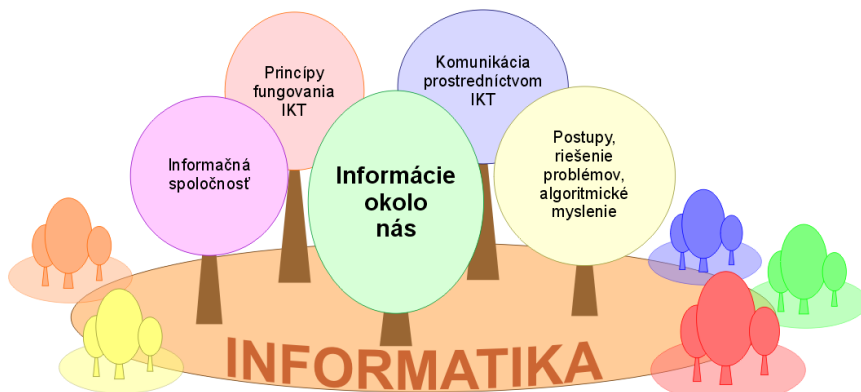 Princípy
fungovania
IKT
Komunikácia
prostredníctvom
IKT
Informačná
spoločnosť
Informácie
okolo
nás
Postupy,
riešenie
problémov,
algoritmické
myslenie
INFORMATIKA